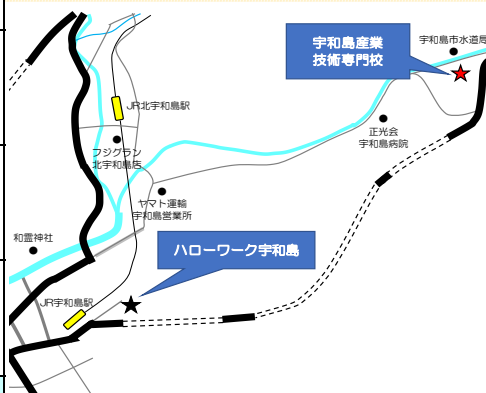 宇和島産業
技術専門校
宇和島市水道局
JR北宇和島駅
正光会
宇和島病院
フジグラン
北宇和島店
ヤマト運輸
宇和島営業所
和霊神社
ハローワーク宇和島
JR宇和島駅